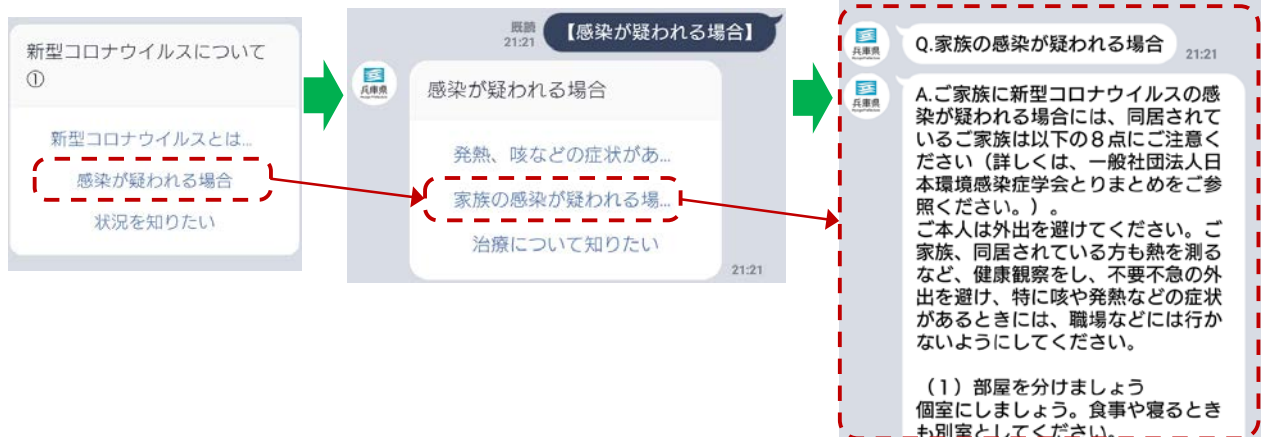 新型コロナウイルスについて
①
新型コロナウイルスとは...
感染が疑われる場合
状況を知りたい
既読
21:21
【感染が疑われる場合】
兵庫県
感染が疑われる場合
発熱、咳などの症状があ...
家族の感染が疑われる場...
治療について知りたい
21:21
兵庫県
Q.家族の感染が疑われる場合
21:21
兵庫県
A.ご家族に新型コロナウイルスの感
染が疑われる場合には、同居されて
いるご家族は以下の８点にご注意く
ださい（詳しくは、一般社団法人日
本環境感染症学会とりまとめをご参
照ください。）。
ご本人は外出を避けてください。ご
家族、同居されている方も熱を測る
など、健康観察をし、不要不急の外
出を避け、特に咳や発熱などの症状
があるときには、職場などには行か
ないようにしてください。
（１）部屋を分けましょう
個室にしましょう。食事や寝るとき
も別室としてください。